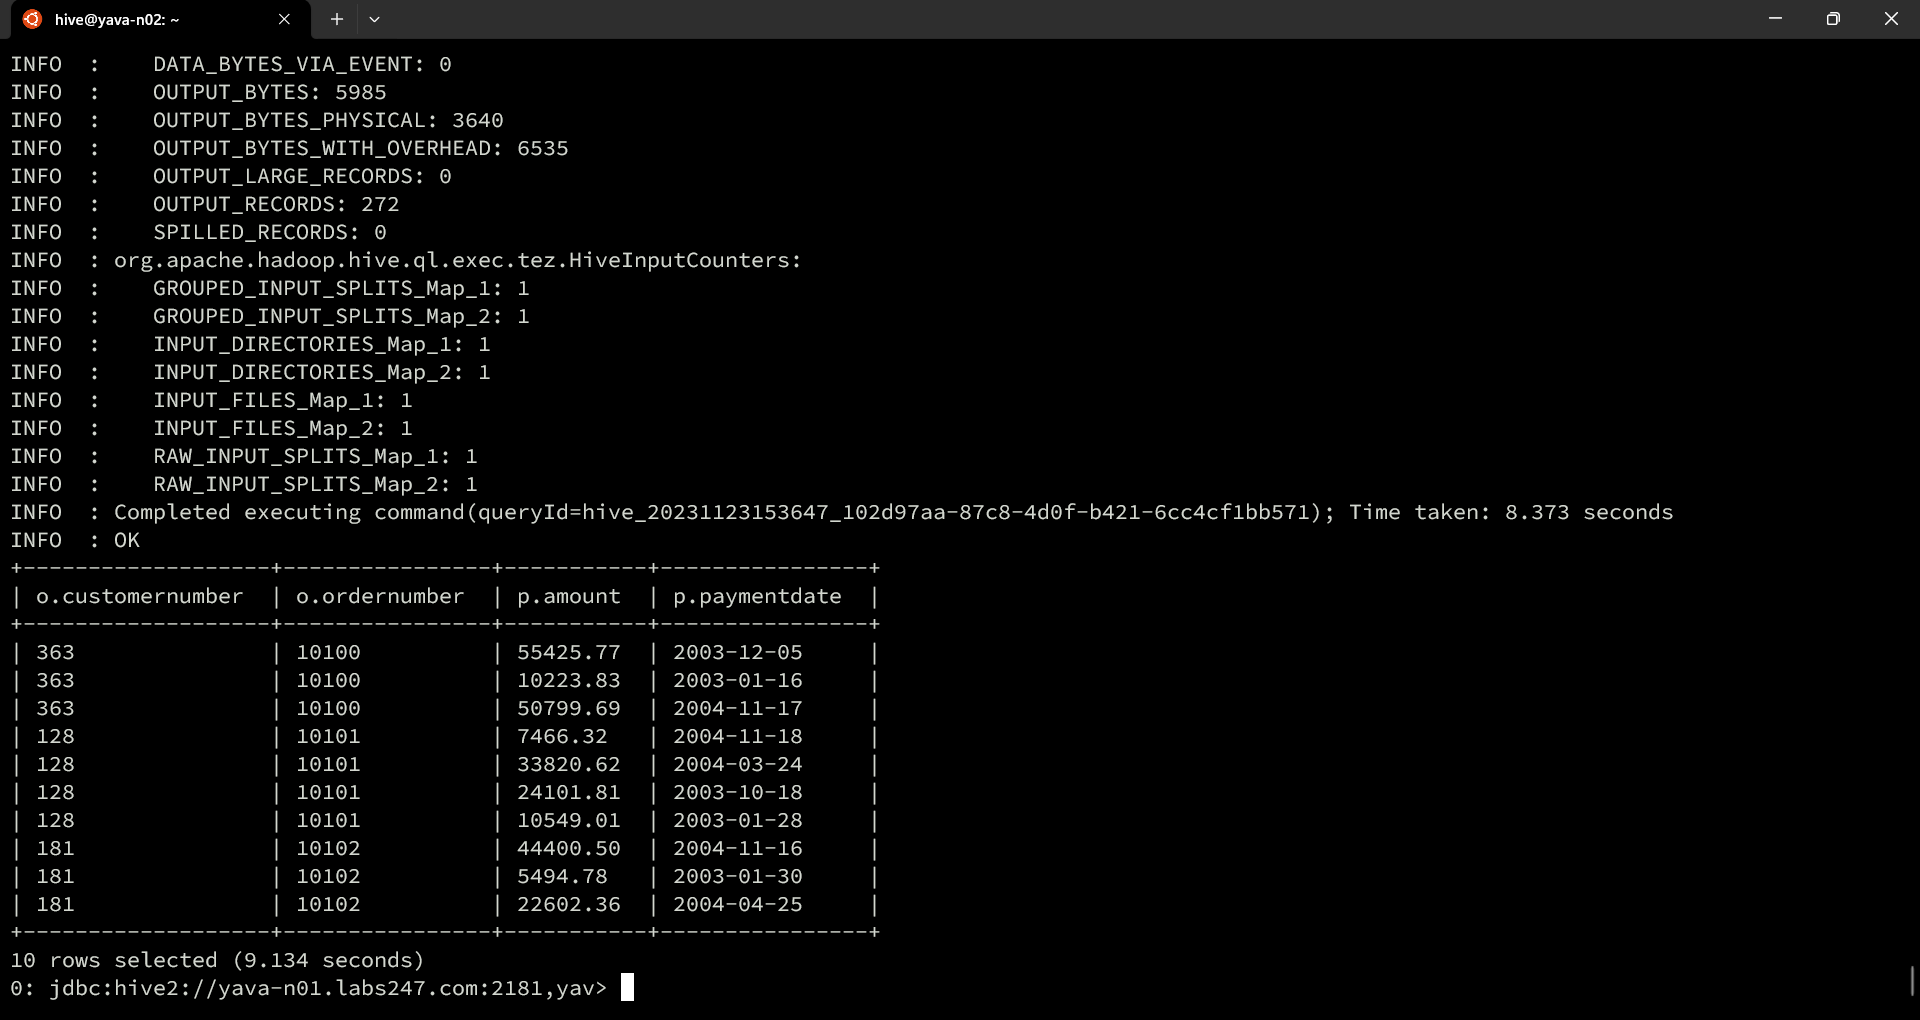 hive@yava-n02: ~
INFO  :    DATA_BYTES_VIA_EVENT: 0
INFO  :    OUTPUT_BYTES: 5985
INFO  :    OUTPUT_BYTES_PHYSICAL: 3640
INFO  :    OUTPUT_BYTES_WITH_OVERHEAD: 6535
INFO  :    OUTPUT_LARGE_RECORDS: 0
INFO  :    OUTPUT_RECORDS: 272
INFO  :    SPILLED_RECORDS: 0
INFO  : org.apache.hadoop.hive.ql.exec.tez.HiveInputCounters:
INFO  :    GROUPED_INPUT_SPLITS_Map_1: 1
INFO  :    GROUPED_INPUT_SPLITS_Map_2: 1
INFO  :    INPUT_DIRECTORIES_Map_1: 1
INFO  :    INPUT_DIRECTORIES_Map_2: 1
INFO  :    INPUT_FILES_Map_1: 1
INFO  :    INPUT_FILES_Map_2: 1
INFO  :    RAW_INPUT_SPLITS_Map_1: 1
INFO  :    RAW_INPUT_SPLITS_Map_2: 1
INFO  : Completed executing command(queryId=hive_20231123153647_102d97aa-87c8-4d0f-b421-6cc4cf1bb571); Time taken: 8.373 seconds
INFO  : OK
+-------------------+----------------+-----------+----------------+
| o.customernumber  | o.ordernumber  | p.amount  | p.paymentdate  |
+-------------------+----------------+-----------+----------------+
| 363               | 10100          | 55425.77  | 2003-12-05     |
| 363               | 10100          | 10223.83  | 2003-01-16     |
| 363               | 10100          | 50799.69  | 2004-11-17     |
| 128               | 10101          | 7466.32   | 2004-11-18     |
| 128               | 10101          | 33820.62  | 2004-03-24     |
| 128               | 10101          | 24101.81  | 2003-10-18     |
| 128               | 10101          | 10549.01  | 2003-01-28     |
| 181               | 10102          | 44400.50  | 2004-11-16     |
| 181               | 10102          | 5494.78   | 2003-01-30     |
| 181               | 10102          | 22602.36  | 2004-04-25     |
+-------------------+----------------+-----------+----------------+
10 rows selected (9.134 seconds)
0: jdbc:hive2://yava-n01.labs247.com:2181,yav>